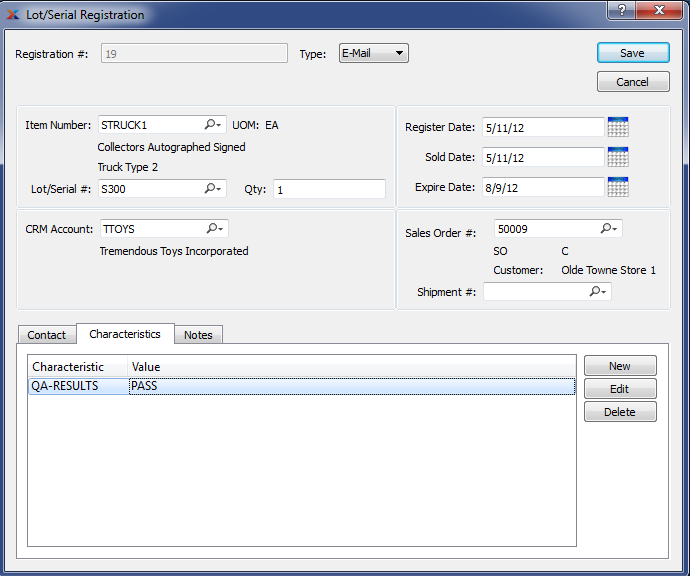 Lot/Serial Registration
Registration #: 19 Type: E-Mail Save
Cancel
Item Number: STRUCK1 UOM: EA
Collectors Autographed Signed
Truck Type 2
Lot/Serial #: S300 Qty: 1
Register Date: 5/11/12
Sold Date: 5/11/12
Expire Date: 8/9/12
CRM Account: TTOYS
Tremendous Toys Incorporated
Sales Order #: 50009
SO C
Customer: Olde Towne Store 1
Shipment #:
Contact Characteristics Notes
Characteristic Value
QA-RESULTS PASS
New
Edit
Delete